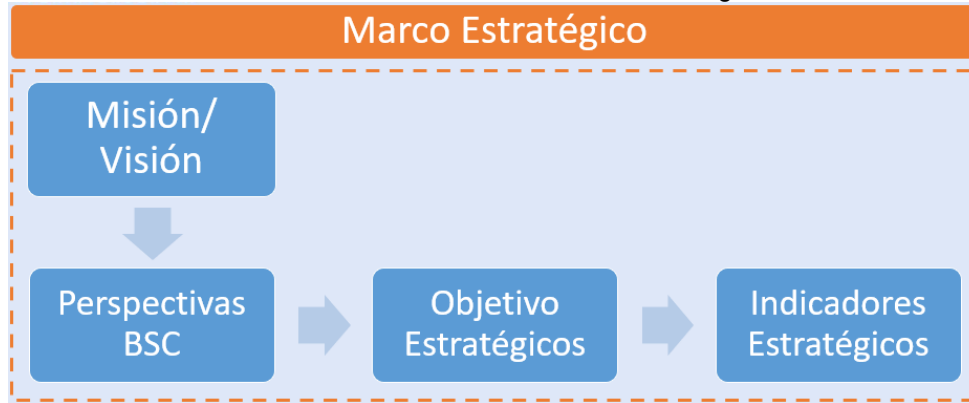 Marco Estratégico
Misión/
Visión
Perspectivas
BSC
Objetivo
Estratégicos
Indicadores
Estratégicos